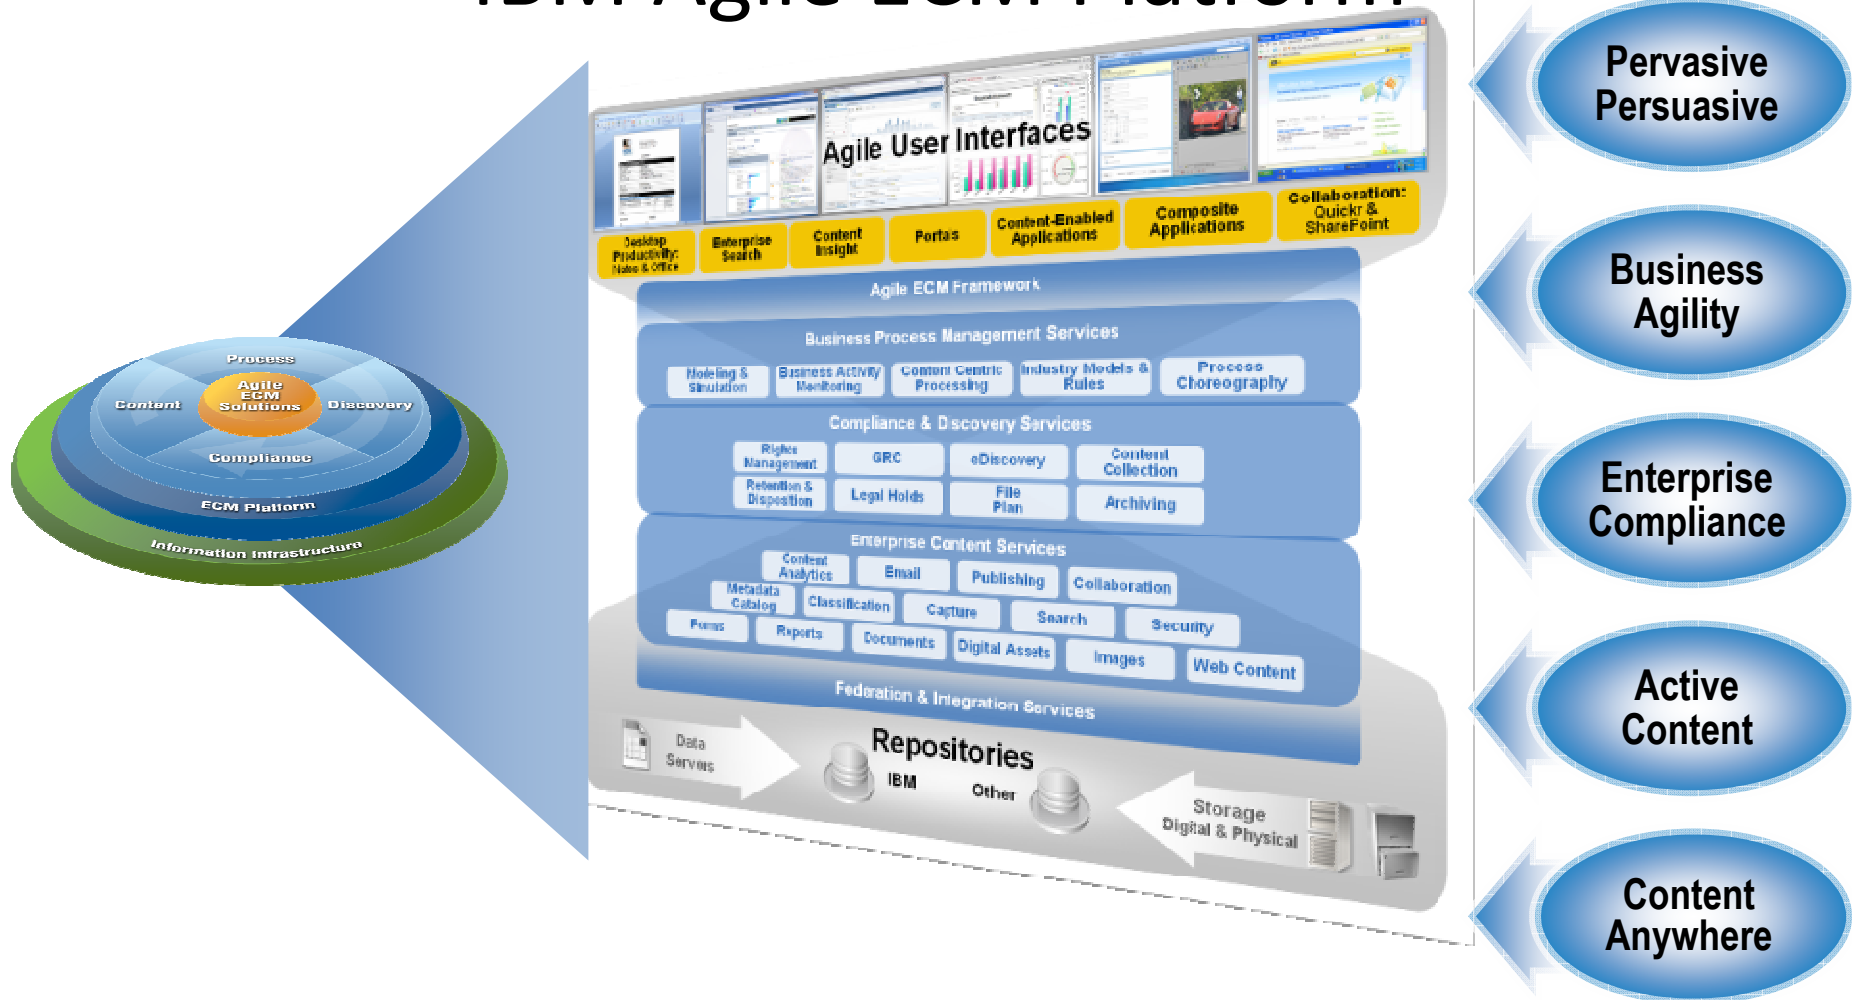 IBM Agile ECM Platform
Agile User Interfaces
Desktop
Productivity:
Notes & Office
Enterprise
Search
Content
Insight
Portals
Content-Enabled
Applications
Composite
Applications
Collaboration:
Quickr &
SharePoint
Agile ECM Framework
Business Process Management Services
Modeling &
Simulation
Business Activity
Monitoring
Content Centric
Processing
Industry Models &
Rules
Process
Choreography
Compliance & Discovery Services
Rights
Management
GRC
eDiscovery
Content
Collection
Retention &
Disposition
Legal Holds
File
Plan
Archiving
Enterprise Content Services
Content
Analytics
Email
Publishing
Collaboration
Metadata
Catalog
Classification
Capture
Search
Security
Forms
Reports
Documents
Digital Assets
Images
Web Content
Federation & Integration Services
Data
Servers
Repositories
IBM
Other
Storage
Digital & Physical
Process
Agile
ECM
Solutions
Content
Discovery
Compliance
ECM Platform
Information Infrastructure
Pervasive
Persuasive
Business
Agility
Enterprise
Compliance
Active
Content
Content
Anywhere